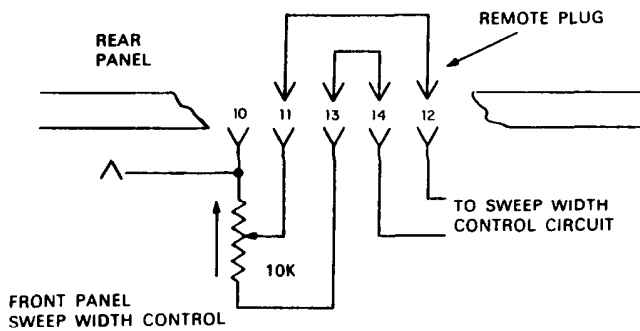 REMOTE PLUG
REAR
PANEL
10 11 13 14 12
TO SWEEP WIDTH
CONTROL CIRCUIT
10K
FRONT PANEL
SWEEP WIDTH CONTROL